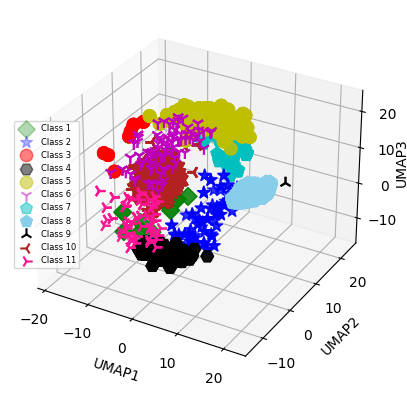 Class 1
Class 2
Class 3
Class 4
Class 5
Class 6
Class 7
Class 8
Class 9
Class 10
Class 11
20
10
0
−10
UMAP3
20
10
0
−10
UMAP2
−20
−10
0
10
20
UMAP1